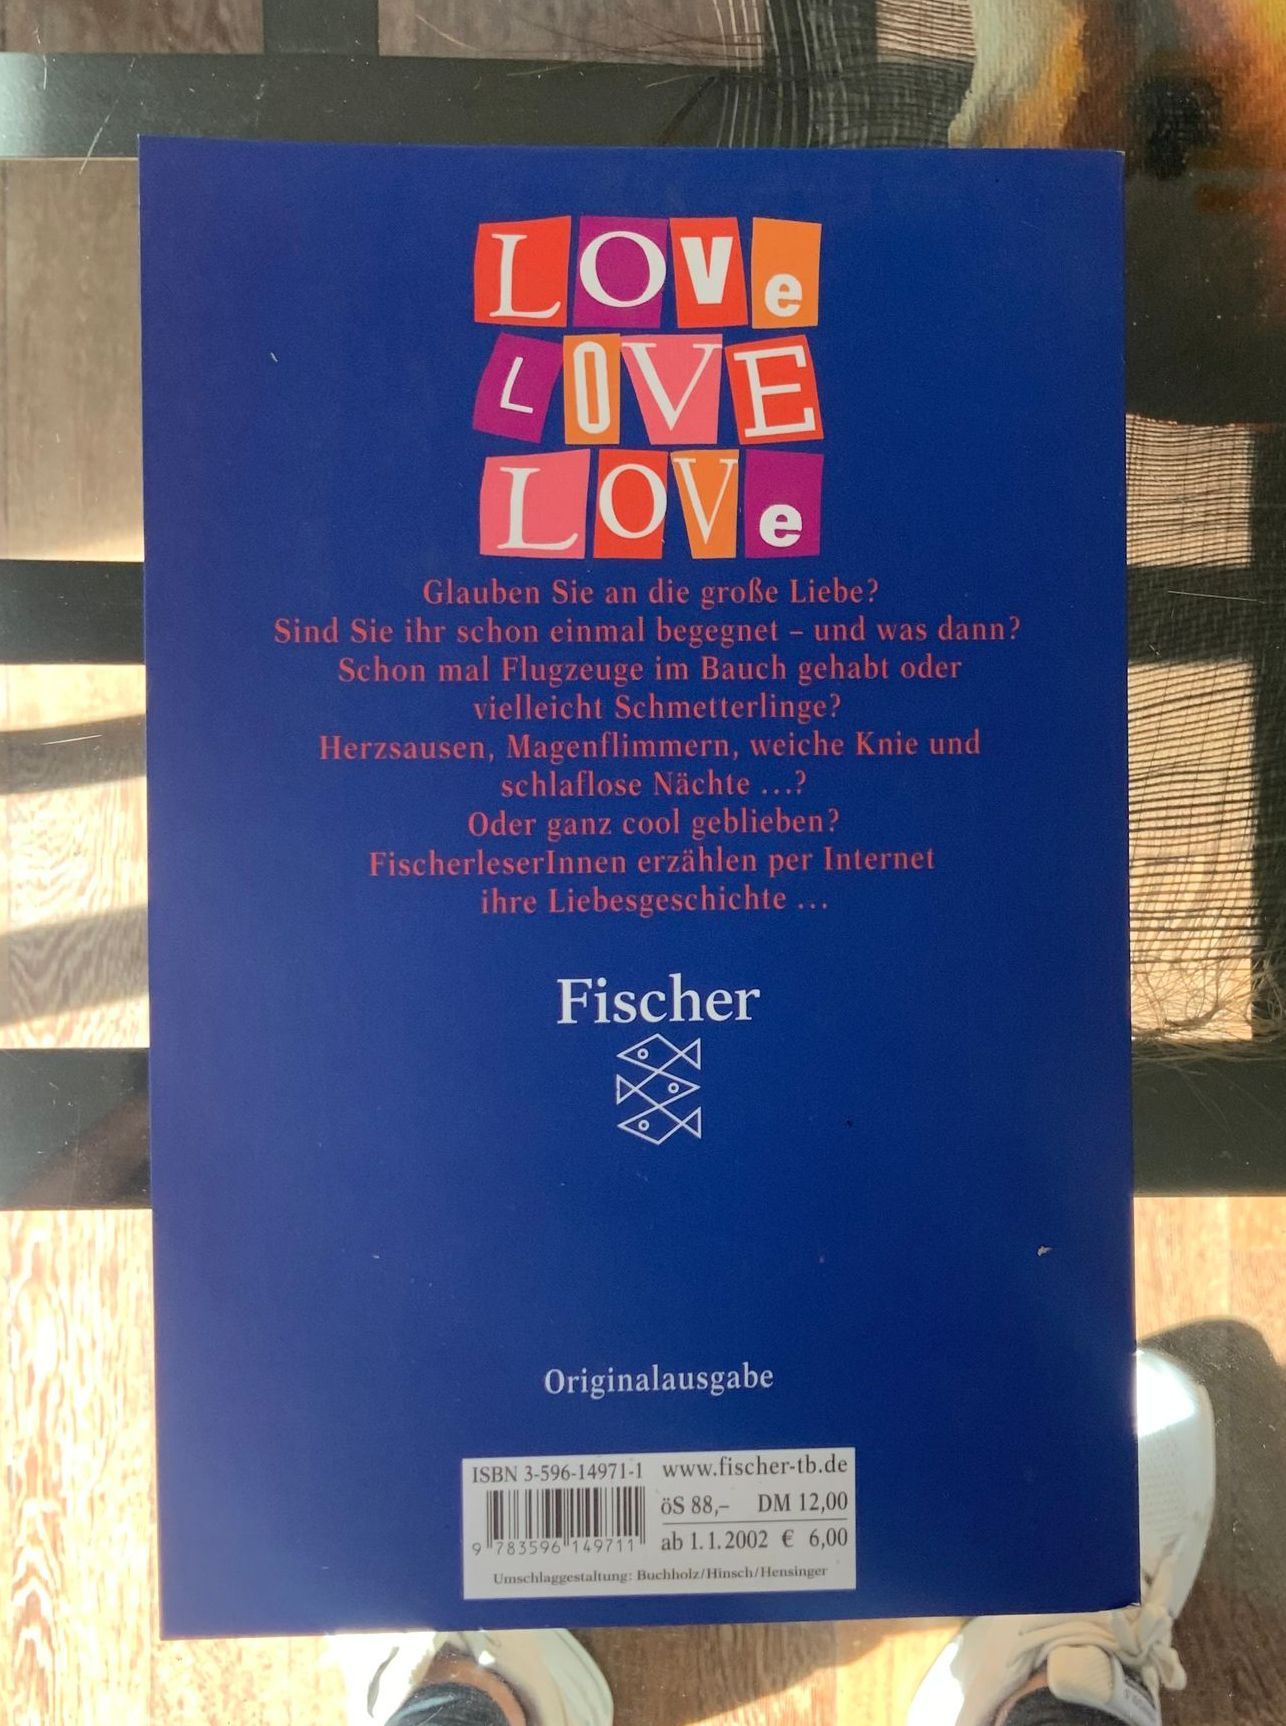 LOVe
LOVE
LOVe
Glauben Sie an die große Liebe?
Sind Sie ihr schon einmal begegnet – und was dann?
Schon mal Flugzeuge im Bauch gehabt oder
vielleicht Schmetterlinge?
Herzsausen, Magenflimmern, weiche Knie und
schlaflose Nächte ...?
Oder ganz cool geblieben?
FischerleserInnen erzählen per Internet
ihre Liebesgeschichte ...
Fischer
Originalausgabe
ISBN 3-596-14971-1 www.fischer-tb.de
öS 88,– DM 12,00
ab 1.1.2002 € 6,00
9 783596 149711
Umschlaggestaltung: Buchholz/Hinsch/Hensinger